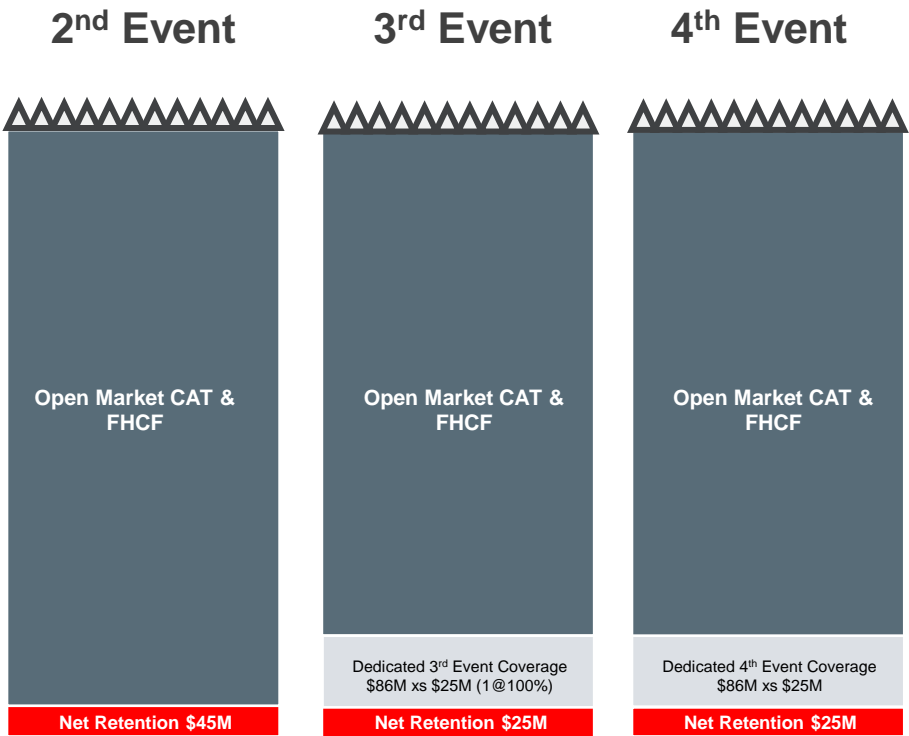 2nd Event
3rd Event
4th Event
Open Market CAT &
FHCF
Open Market CAT &
FHCF
Open Market CAT &
FHCF
Dedicated 3rd Event Coverage
$86M xs $25M (1@100%)
Dedicated 4th Event Coverage
$86M xs $25M
Net Retention $45M
Net Retention $25M
Net Retention $25M